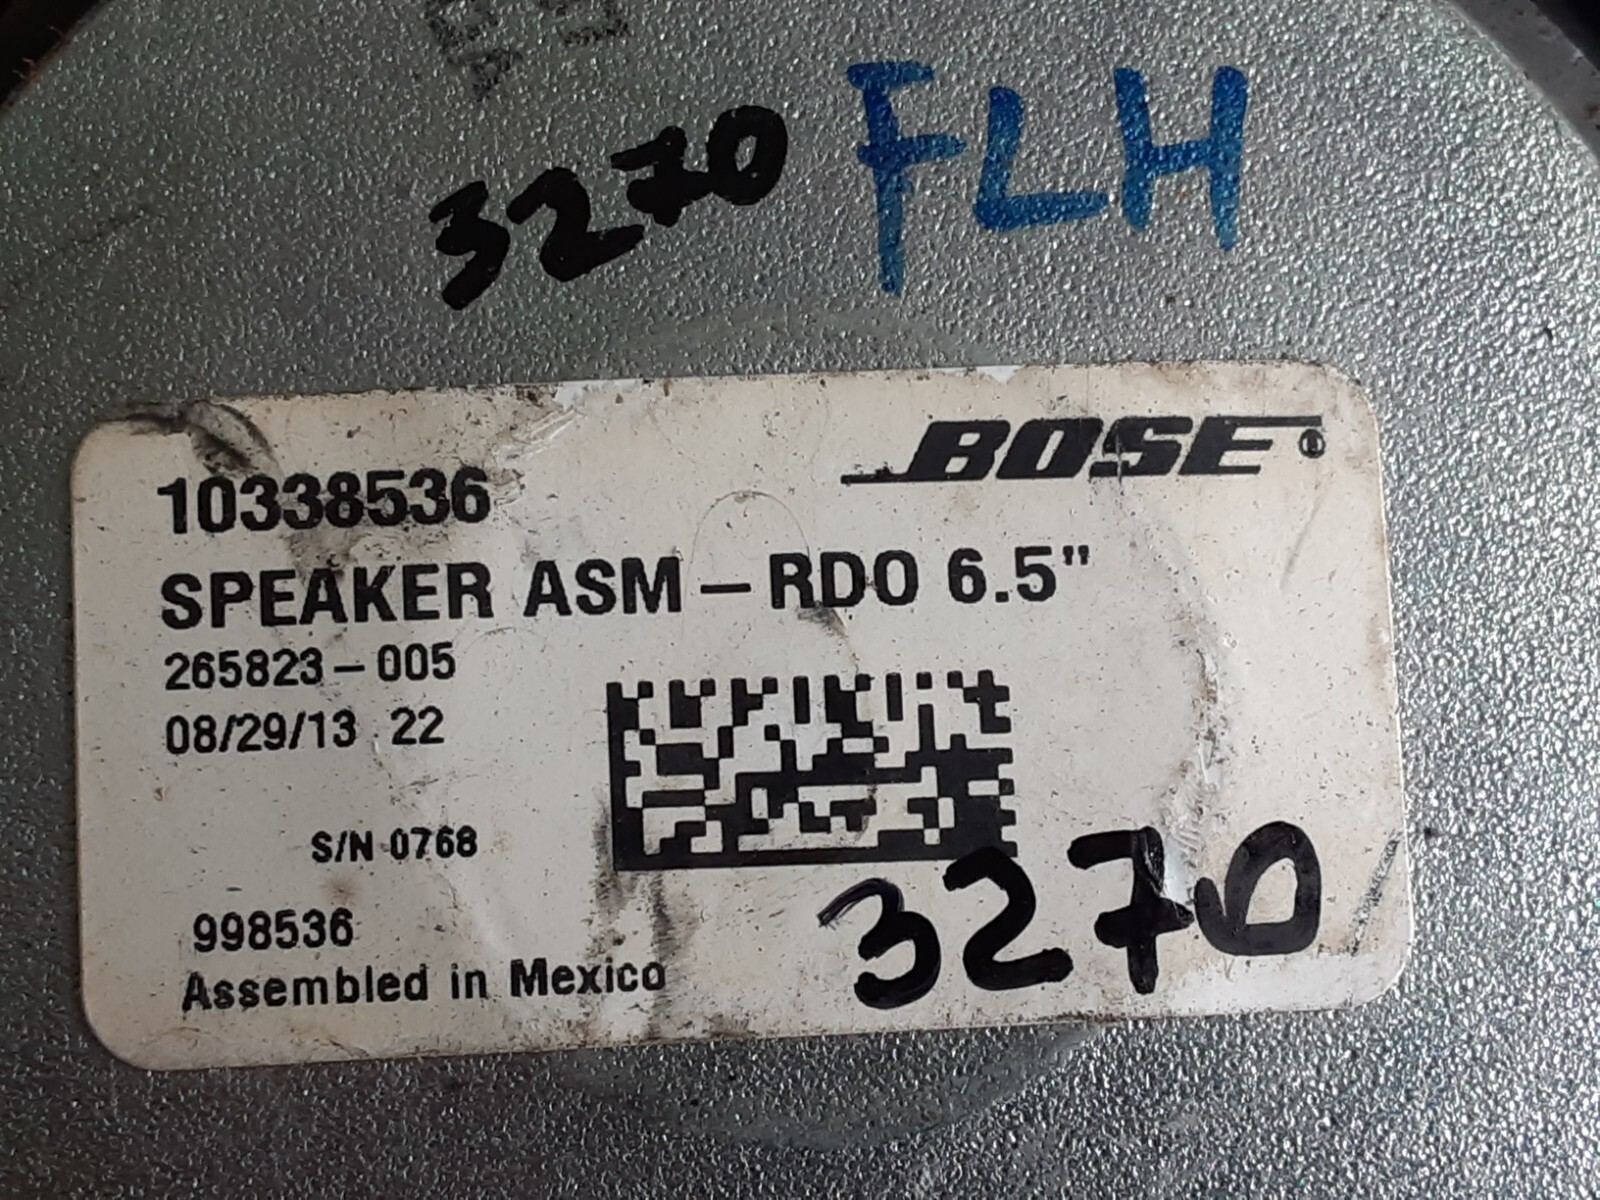 3270 FLH
BOSE®
10338536
SPEAKER ASM – RDO 6.5"
265823–005
08/29/13 22
S/N 0768
3270
998536
Assembled in Mexico